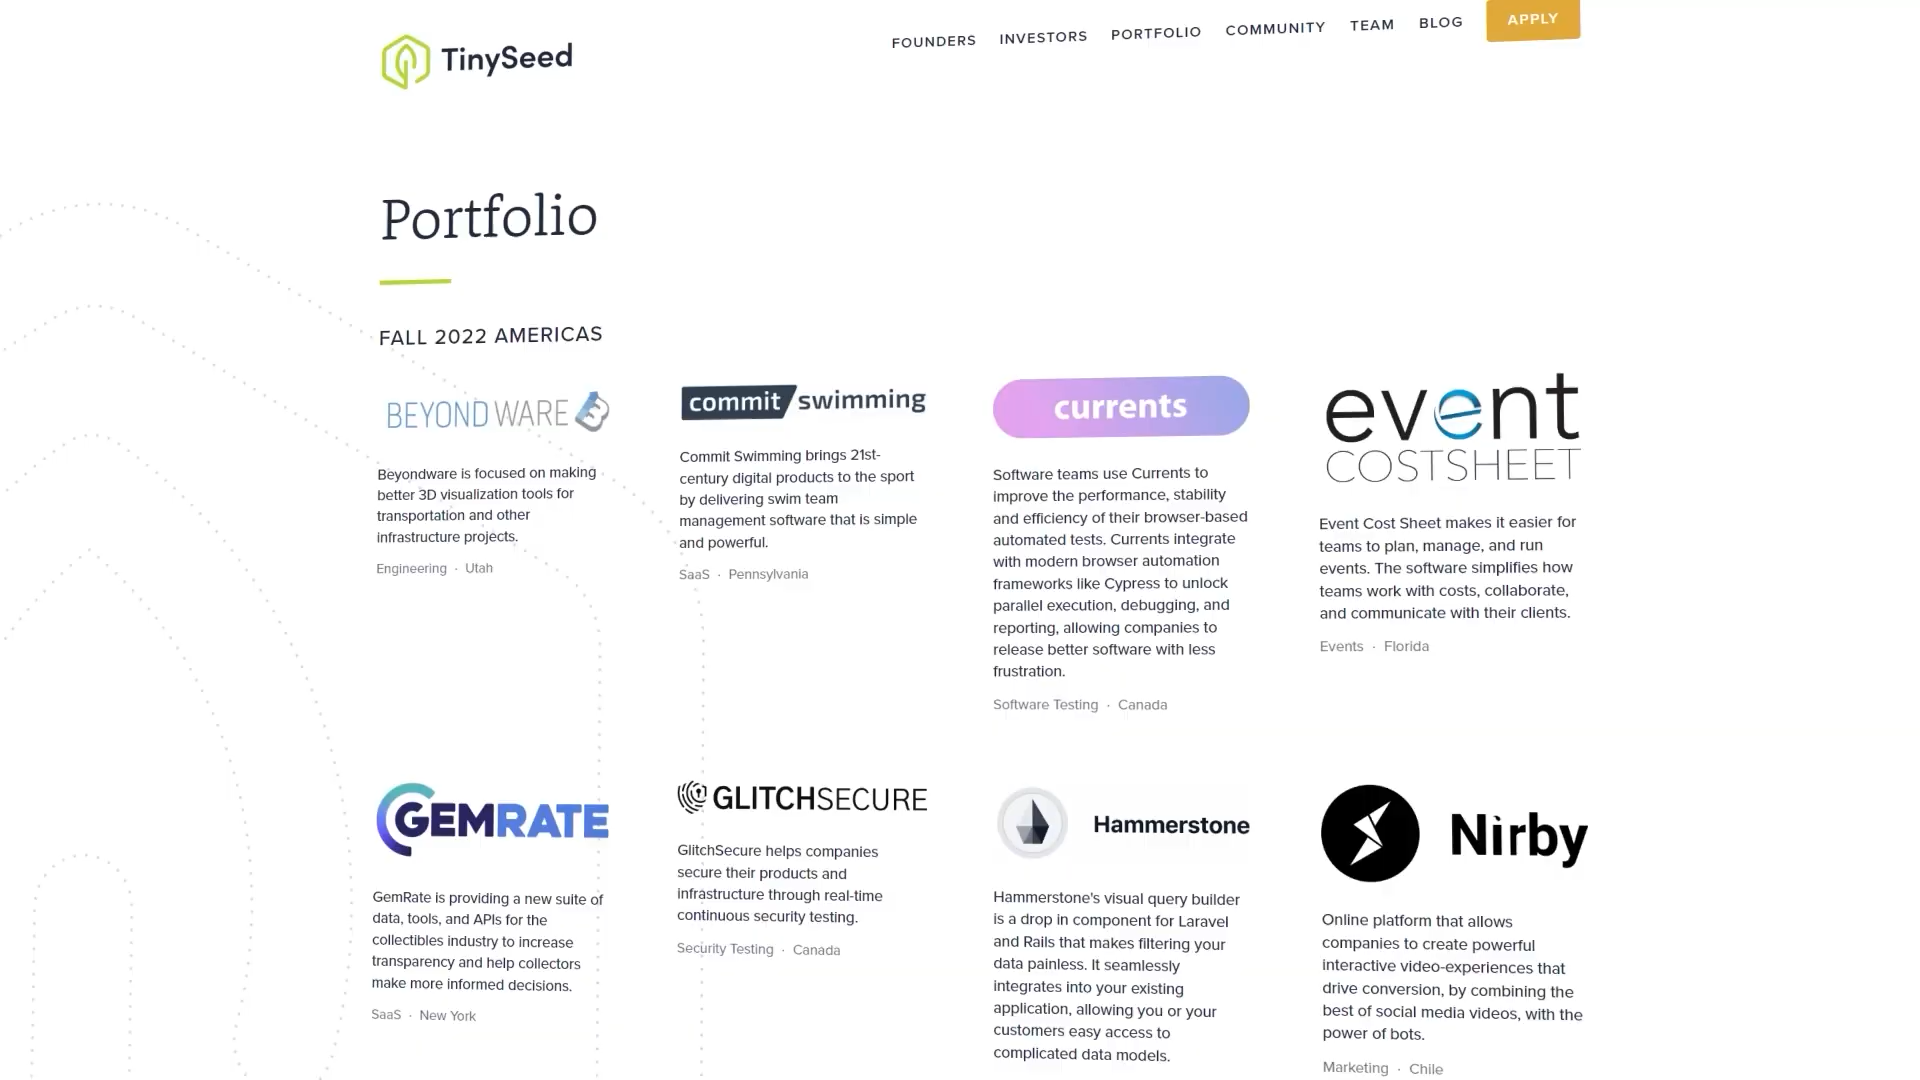 TinySeed
FOUNDERS
INVESTORS
PORTFOLIO
COMMUNITY
TEAM
BLOG
APPLY
Portfolio
FALL 2022 AMERICAS
BEYOND WARE
Beyondware is focused on making
better 3D visualization tools for
transportation and other
infrastructure projects.
Engineering · Utah
commit swimming
Commit Swimming brings 21st-
century digital products to the sport
by delivering swim team
management software that is simple
and powerful.
SaaS · Pennsylvania
currents
Software teams use Currents to
improve the performance, stability
and efficiency of their browser-based
automated tests. Currents integrate
with modern browser automation
frameworks like Cypress to unlock
parallel execution, debugging, and
reporting, allowing companies to
release better software with less
frustration.
Software Testing · Canada
event
COSTSHEET
Event Cost Sheet makes it easier for
teams to plan, manage, and run
events. The software simplifies how
teams work with costs, collaborate,
and communicate with their clients.
Events · Florida
GEMRATE
GemRate is providing a new suite of
data, tools, and APIs for the
collectibles industry to increase
transparency and help collectors
make more informed decisions.
SaaS · New York
GLITCHSECURE
GlitchSecure helps companies
secure their products and
infrastructure through real-time
continuous security testing.
Security Testing · Canada
Hammerstone
Hammerstone's visual query builder
is a drop in component for Laravel
and Rails that makes filtering your
data painless. It seamlessly
integrates into your existing
application, allowing you or your
customers easy access to
complicated data models.
Nirby
Online platform that allows
companies to create powerful
interactive video-experiences that
drive conversion, by combining the
best of social media videos, with the
power of bots.
Marketing · Chile